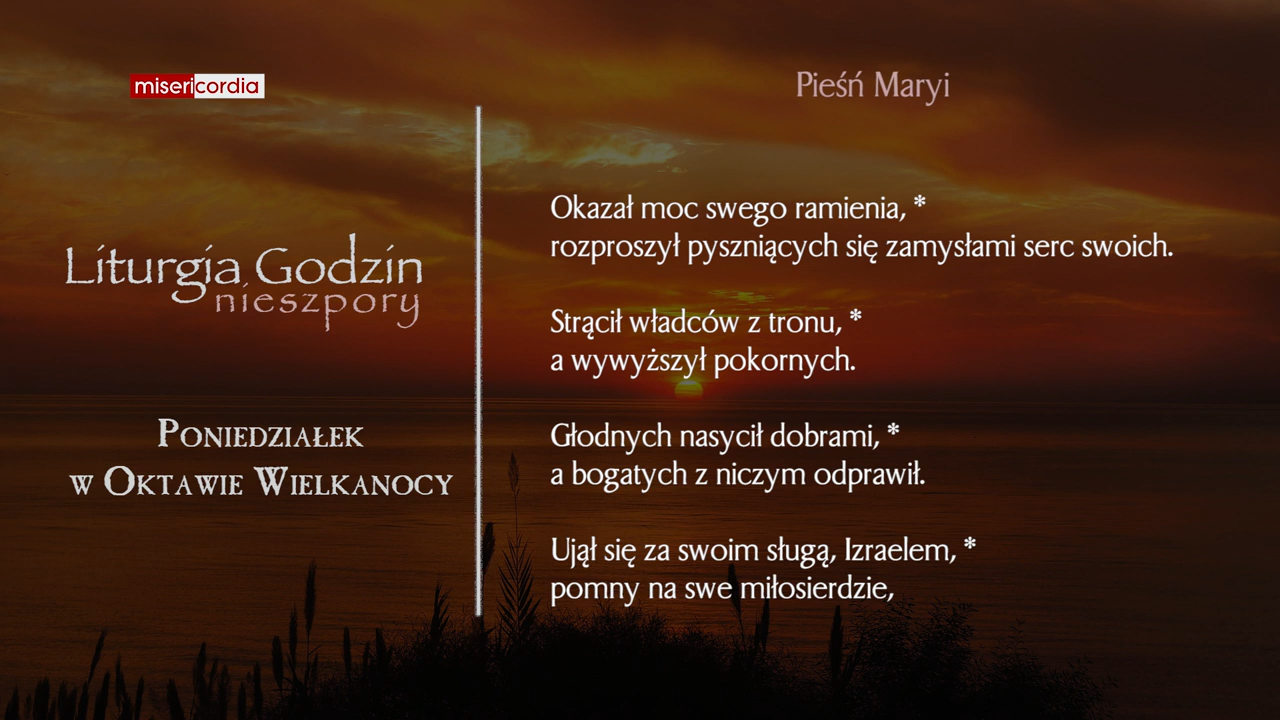 misericordia
Liturgia Godzin
nieszpory
Poniedziałek
w Oktawie Wielkanocy
Pieśń Maryi
Okazał moc swego ramienia, *
rozproszył pyszniących się zamysłami serc swoich.
Strącił władców z tronu, *
a wywyższył pokornych.
Głodnych nasycił dobrami, *
a bogatych z niczym odprawił.
Ujął się za swoim sługą, Izraelem, *
pomny na swe miłosierdzie,